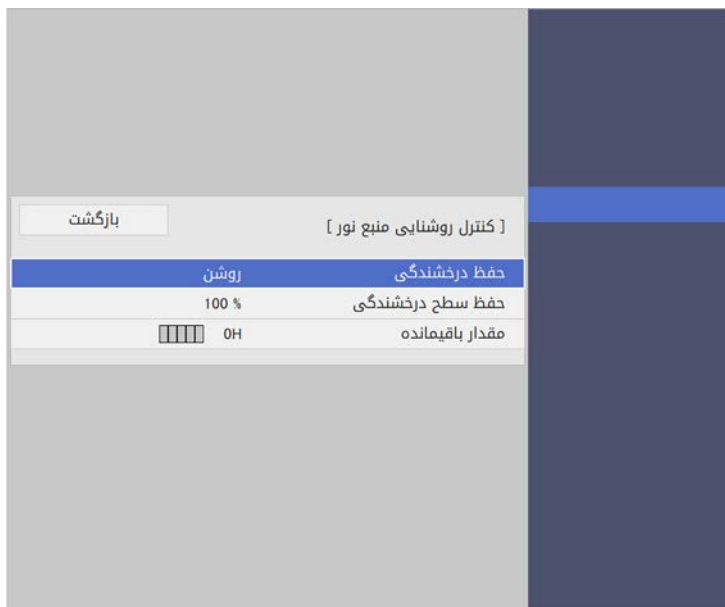 [ کنترل روشنایی منبع نور ] بازگشت
حفظ درخشندگی روشن
حفظ سطح درخشندگی 100 %
مقدار باقیمانده 0H